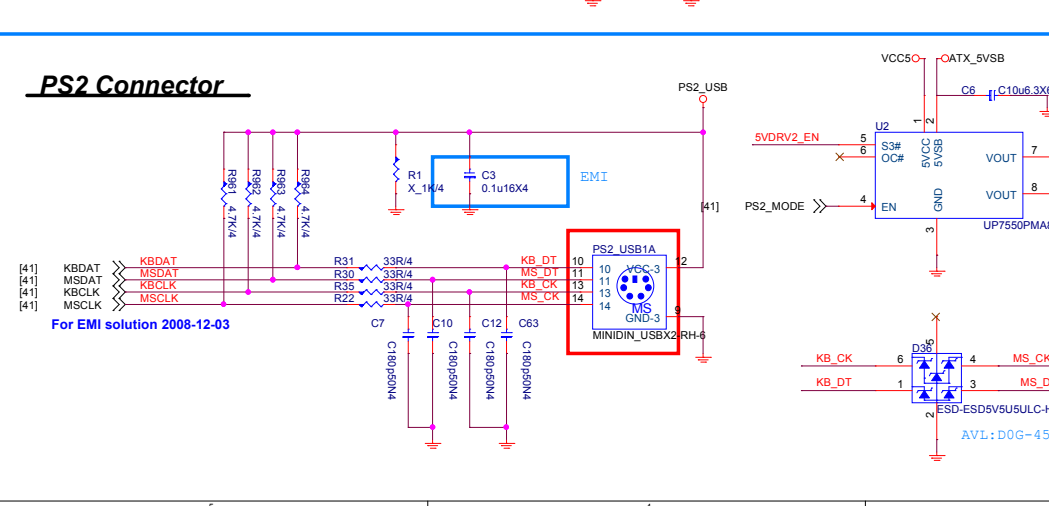 PS2 Connector
PS2_USB
VCC5
ATX_5VSB
C6
C10u6.3X6
U2
1
2
5VDRV2_EN
5
6
S3#
OC#
5VCC
5VSB
VOUT
7
VOUT
8
[41]
PS2_MODE
4
EN
GND
3
UP7550PMA8
R961
4.7K/4
R962
4.7K/4
R963
4.7K/4
R964
4.7K/4
R1
X_1K/4
C3
0.1u16X4
EMI
[41]
KBDAT
KBDAT
[41]
MSDAT
MSDAT
[41]
KBCLK
KBCLK
[41]
MSCLK
MSCLK
For EMI solution 2008-12-03
R31
33R/4
R30
33R/4
R35
33R/4
R22
33R/4
KB_DT
10
MS_DT
11
KB_CK
13
MS_CK
14
PS2_USB1A
10
11
13
14
VCC-3
12
MS
GND-3
9
MINIDIN_USBX2-RH-6
C7
C180p50N4
C10
C180p50N4
C12
C180p50N4
C63
C180p50N4
D36
5
KB_CK
6
4
MS_CK
KB_DT
1
3
MS_D
2
ESD-ESD5V5U5ULC-H
AVL:D0G-45